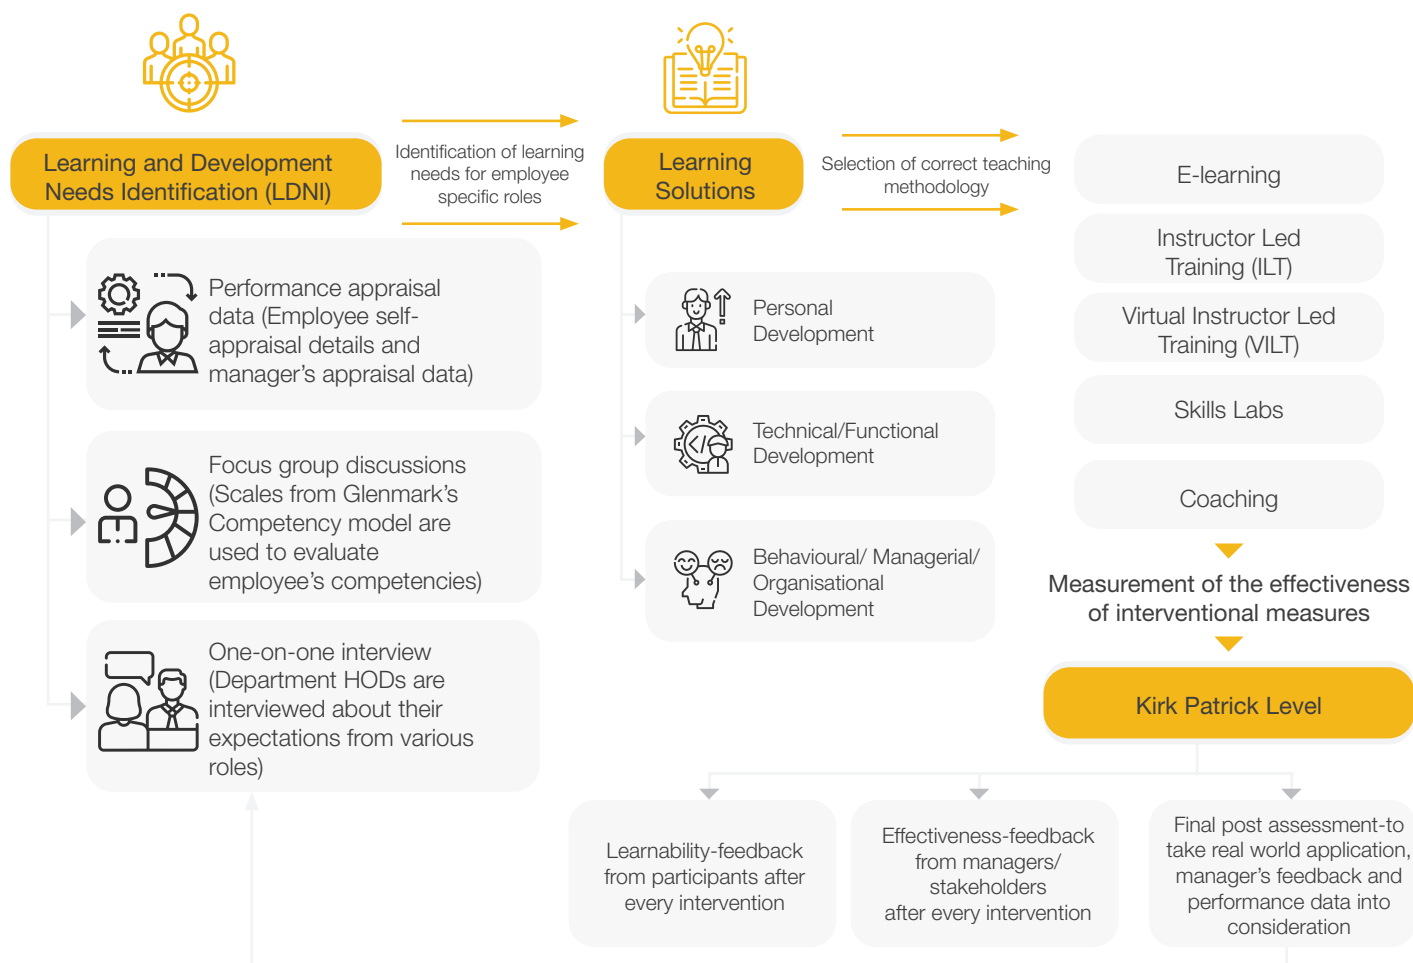 Learning and Development
Needs Identification (LDNI)
Identification of learning
needs for employee
specific roles
Learning
Solutions
Selection of correct teaching
methodology
Performance appraisal
data (Employee self-
appraisal details and
manager’s appraisal data)
Focus group discussions
(Scales from Glenmark’s
Competency model are
used to evaluate
employee’s competencies)
One-on-one interview
(Department HODs are
interviewed about their
expectations from various
roles)
Personal
Development
Technical/Functional
Development
Behavioural/ Managerial/
Organisational
Development
E-learning
Instructor Led
Training (ILT)
Virtual Instructor Led
Training (VILT)
Skills Labs
Coaching
Measurement of the effectiveness
of interventional measures
Kirk Patrick Level
Learnability-feedback
from participants after
every intervention
Effectiveness-feedback
from managers/
stakeholders
after every intervention
Final post assessment-to
take real world application,
manager’s feedback and
performance data into
consideration